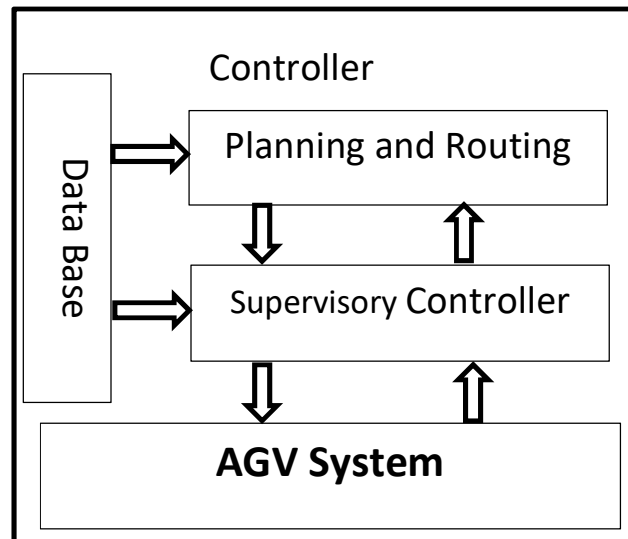 Controller
Planning and Routing
Data Base
Supervisory Controller
AGV System